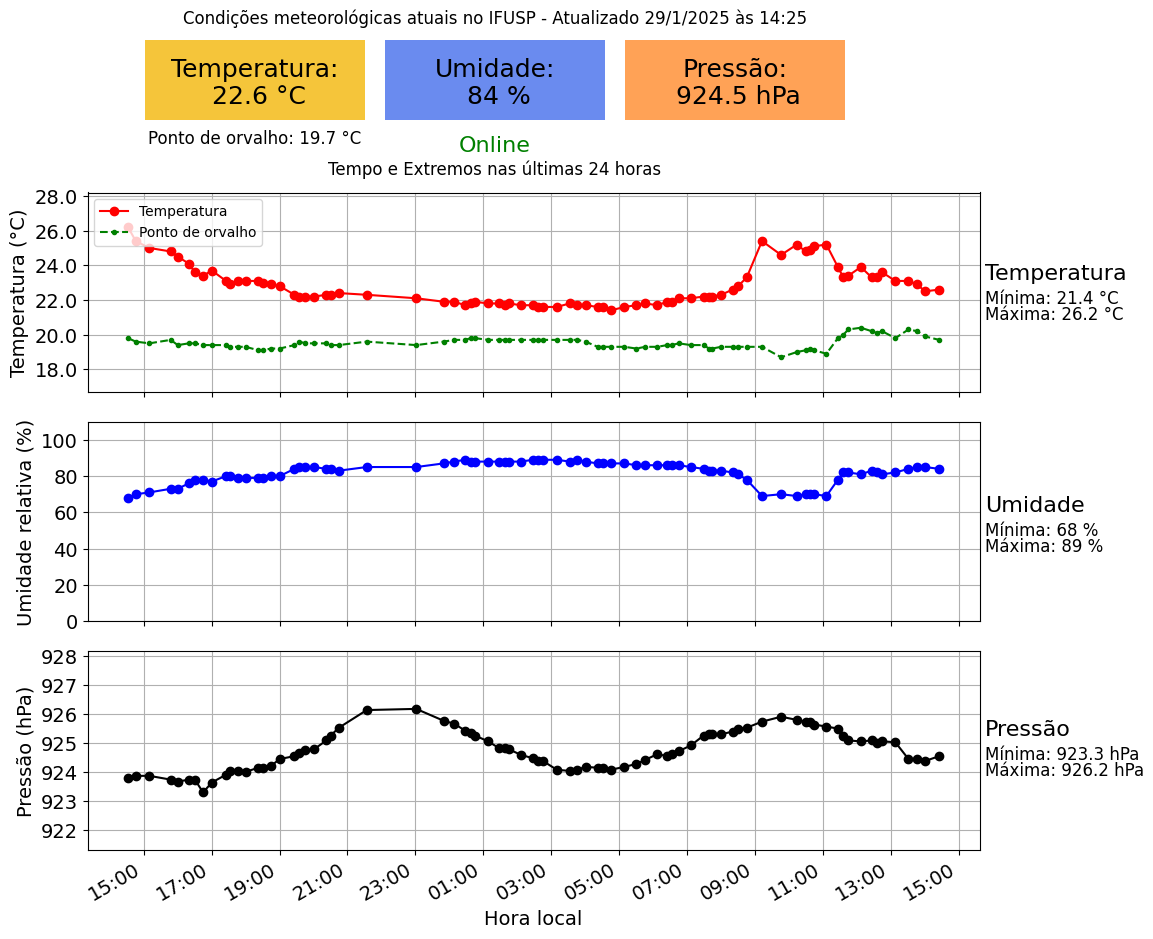 Condições meteorológicas atuais no IFUSP - Atualizado 29/1/2025 às 14:25
Temperatura:
22.6 °C
Umidade:
84 %
Pressão:
924.5 hPa
Ponto de orvalho: 19.7 °C
Online
Tempo e Extremos nas últimas 24 horas
Temperatura (°C)
28.0
26.0
24.0
22.0
20.0
18.0
Temperatura
Ponto de orvalho
Temperatura
Mínima: 21.4 °C
Máxima: 26.2 °C
Umidade relativa (%)
100
80
60
40
20
0
Umidade
Mínima: 68 %
Máxima: 89 %
Pressão (hPa)
928
927
926
925
924
923
922
Pressão
Mínima: 923.3 hPa
Máxima: 926.2 hPa
15:00 17:00 19:00 21:00 23:00 01:00 03:00 05:00 07:00 09:00 11:00 13:00 15:00
Hora local